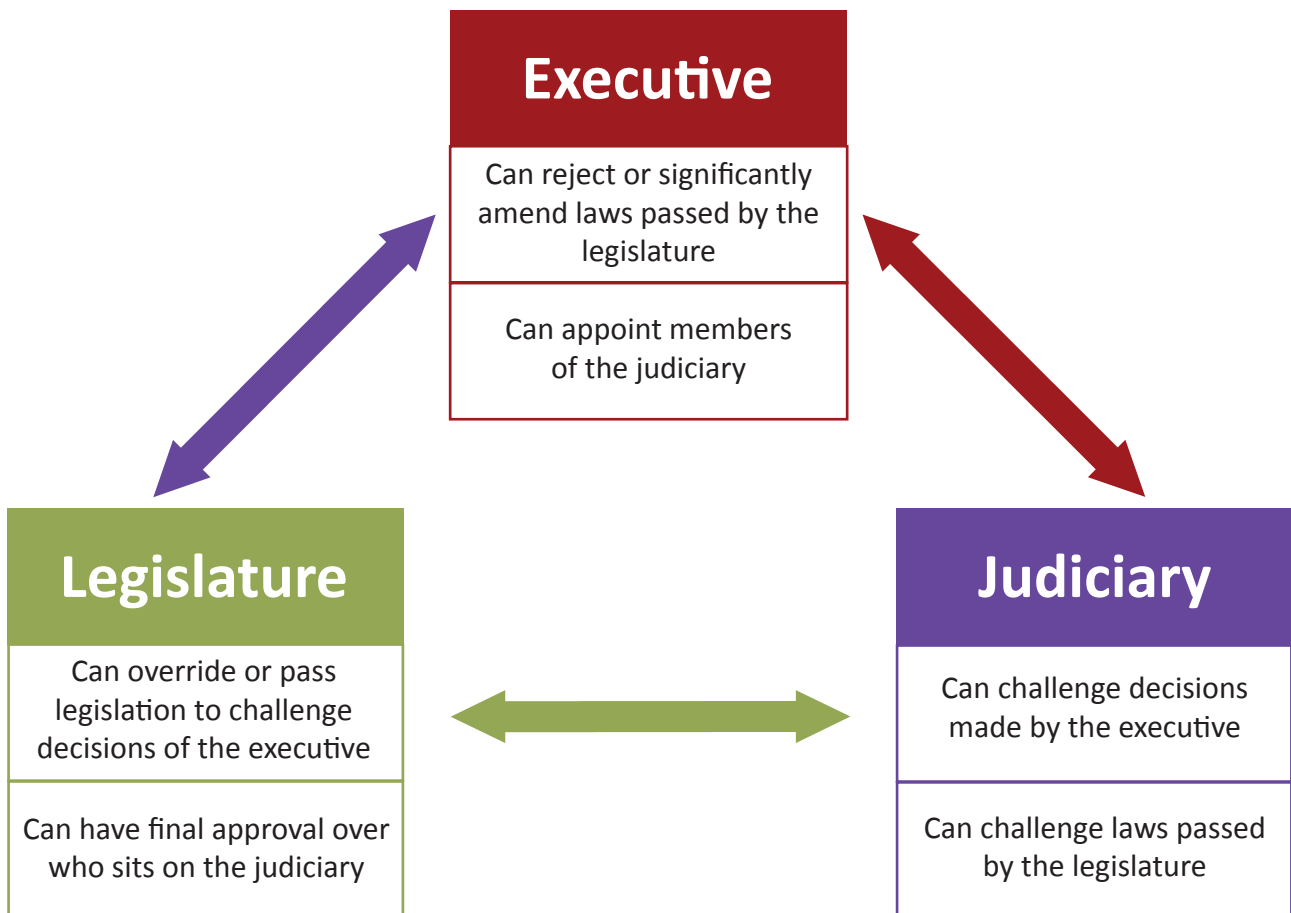 Executive
Can reject or significantly
amend laws passed by the
legislature
Can appoint members
of the judiciary
Legislature
Can override or pass
legislation to challenge
decisions of the executive
Can have final approval over
who sits on the judiciary
Judiciary
Can challenge decisions
made by the executive
Can challenge laws passed
by the legislature